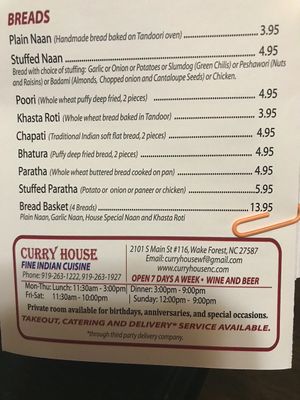 BREADS
Plain Naan (Handmade bread baked on Tandoori oven) 3.95
Stuffed Naan 4.95
Bread with choice of stuffing: Garlic or Onion or Potatoes or Slumdog (Green Chilis) or Peshawori (Nuts
and Raisins) or Badami (Almonds, Chopped onion and Cantaloupe Seeds) or Chicken.
Poori (Whole wheat puffy deep fried, 2 pieces) 4.95
Khasta Roti (Whole wheat bread baked in Tandoor) 3.95
Chapati (Traditional Indian soft flat bread, 2 pieces) 4.95
Bhatura (Puffy deep fried bread, 2 pieces) 4.95
Paratha (Whole wheat buttered bread cooked on pan) 4.95
Stuffed Paratha (Potato or onion or paneer or chicken) 5.95
Bread Basket (4 Breads) 13.95
Plain Naan, Garlic Naan, House Special Naan and Khasta Roti
CURRY HOUSE
FINE INDIAN CUISINE
Phone: 919-263-1222, 919-263-1927
2101 S Main St #116, Wake Forest, NC 27587
Email: curryhousewf@gmail.com
www.curryhousenc.com
OPEN 7 DAYS A WEEK • WINE AND BEER
Mon-Thu: Lunch: 11:30am - 3:00pm Dinner: 3:00pm - 9:00pm
Fri-Sat: 11:30am - 10:00pm Sunday: 12:00pm - 9:00pm
Private room available for birthdays, anniversaries, and special occasions.
TAKEOUT, CATERING AND DELIVERY* SERVICE AVAILABLE.
*through third party delivery company.